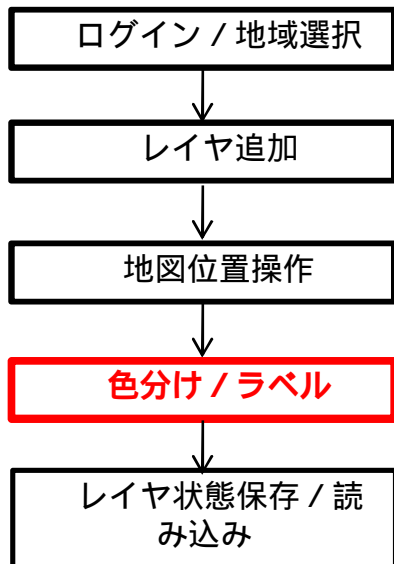 ログイン / 地域選択
レイヤ追加
地図位置操作
色分け / ラベル
レイヤ状態保存 / 読
み込み